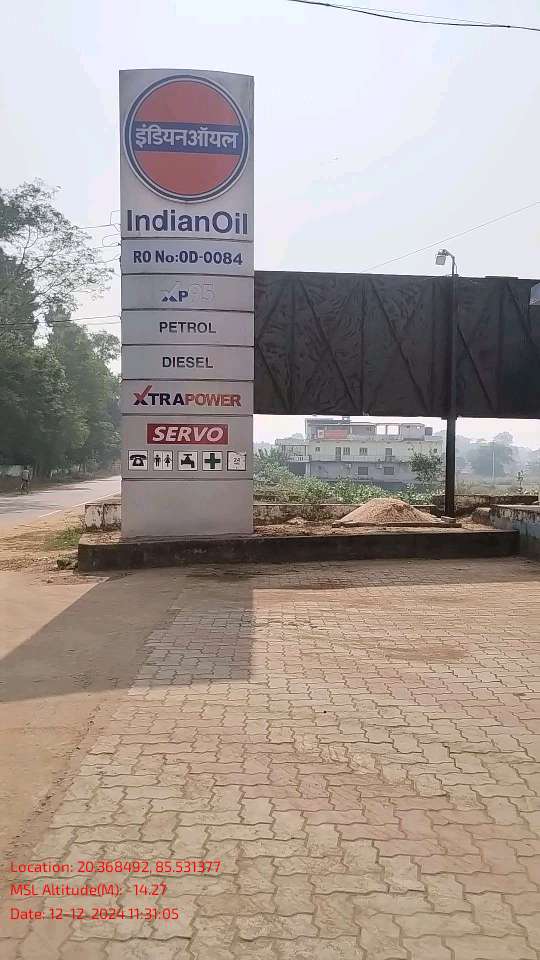 इंडियनऑयल
IndianOil
RO No:OD-0084
XP95
PETROL
DIESEL
XTRAPOWER
SERVO
Location: 20.368492, 85.531377
MSL Altitude(M): -14.27
Date: 12-12-2024 11:31:05